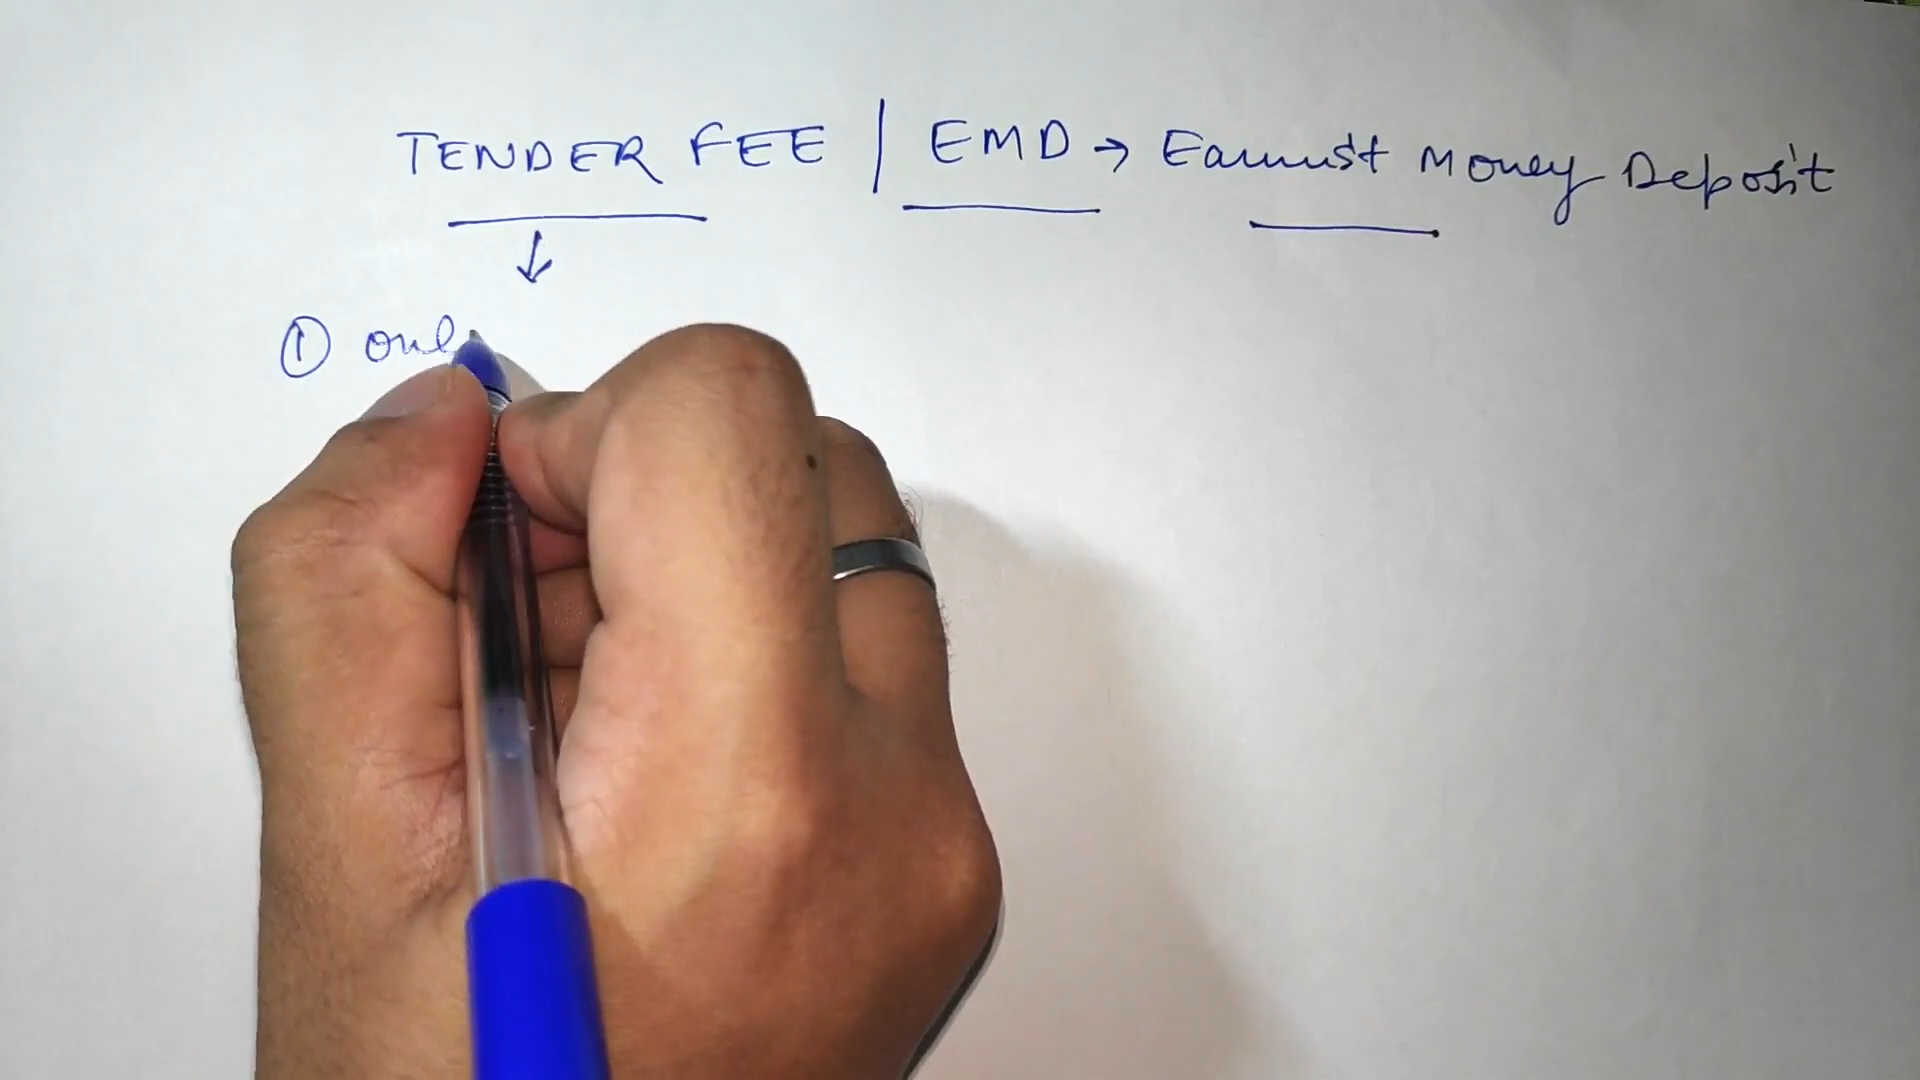 TENDER FEE | EMD → Earnest Money Deposit
↓
① onl